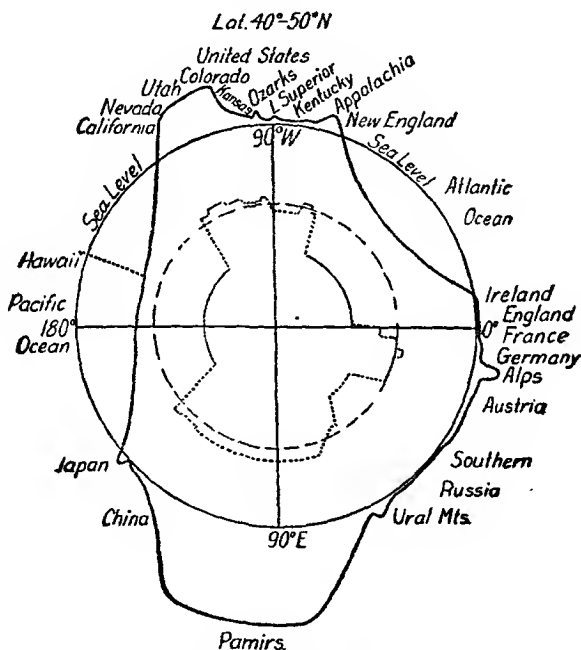 Lat. 40°-50°N
United States
Colorado
Utah
Nevada
California
Kansas
Ozarks
L. Superior
Kentucky
Appalachia
New England
90°W
Sea Level
Sea Level
Atlantic
Ocean
Hawaii
Pacific
180°
Ocean
Ireland
England
0°
France
Germany
Alps
Austria
Japan
Southern
Russia
China
Ural Mts.
90°E
Pamirs.